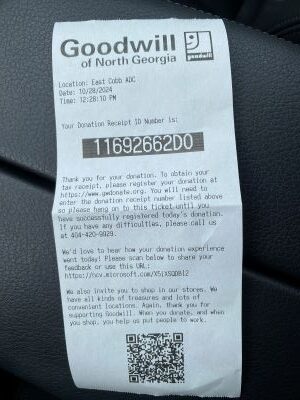 Goodwill
of North Georgia
goodwill
Location: East Cobb ADC
Date: 10/28/2024
Time: 12:28:10 PM
Your Donation Receipt ID Number is:
11692662D0
Thank you for your donation. To obtain your
tax receipt, please register your donation at
https://www.gwdonate.org. You will need to
enter the donation receipt number listed above
so please hang on to this ticket until you
have successfully registered today's donation.
If you have any difficulties, please call us
at 404-420-9929.
We'd love to hear how your donation experience
went today! Please scan below to share your
feedback or use this URL:
https://ncv.microsoft.com/
We also invite you to shop in our stores. We
have all kinds of treasures and lots of
convenient locations. Again, thank you for
supporting Goodwill. When you donate, and when
you shop, you help us put people to work.